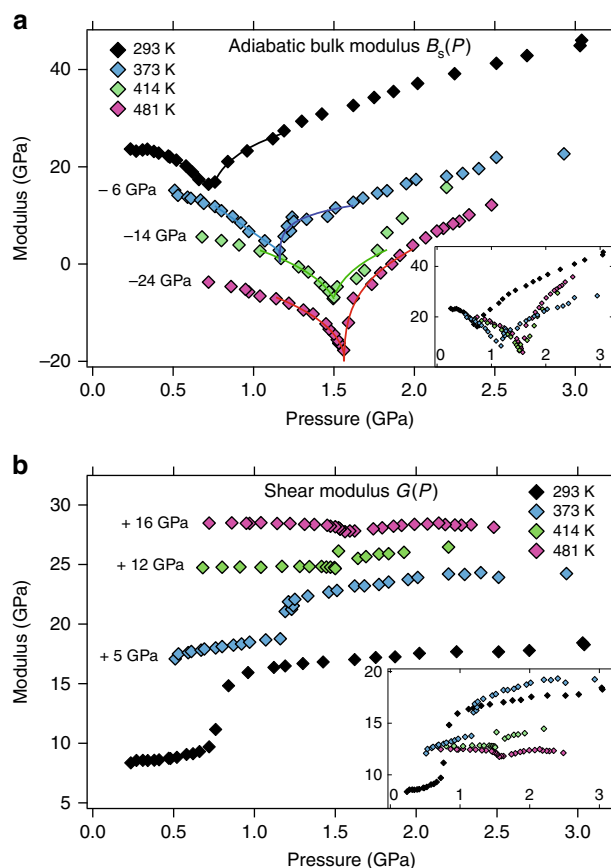 a
Adiabatic bulk modulus Bs(P)
293 K
373 K
414 K
481 K
40
20
0
−20
Modulus (GPa)
− 6 GPa
−14 GPa
−24 GPa
40
20
0
1
2
3
0.0
0.5
1.0
1.5
2.0
2.5
3.0
Pressure (GPa)
b
Shear modulus G(P)
293 K
373 K
414 K
481 K
30
25
20
15
10
5
Modulus (GPa)
+ 16 GPa
+ 12 GPa
+ 5 GPa
20
15
10
0
1
2
3
0.0
0.5
1.0
1.5
2.0
2.5
3.0
Pressure (GPa)